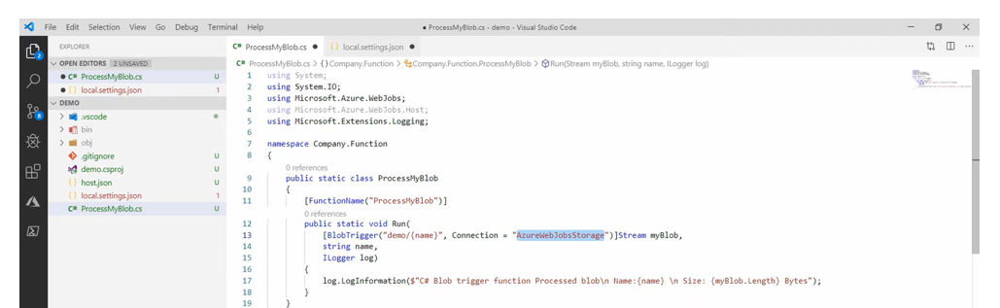 File Edit Selection View Go Debug Terminal Help
● ProcessMyBlob.cs - demo - Visual Studio Code
EXPLORER
OPEN EDITORS 2 UNSAVED
● C# ProcessMyBlob.cs U
● {} local.settings.json 1
DEMO
.vscode
bin
obj
.gitignore U
demo.csproj U
{} host.json U
{} local.settings.json 1
C# ProcessMyBlob.cs U
2
8
C# ProcessMyBlob.cs ●
{} local.settings.json ●
C# ProcessMyBlob.cs > {} Company.Function > Company.Function.ProcessMyBlob > Run(Stream myBlob, string name, ILogger log)
1 using System;
2 using System.IO;
3 using Microsoft.Azure.WebJobs;
4 using Microsoft.Azure.WebJobs.Host;
5 using Microsoft.Extensions.Logging;
6
7 namespace Company.Function
8 {
0 references
9 public static class ProcessMyBlob
10 {
11 [FunctionName("ProcessMyBlob")]
0 references
12 public static void Run(
13 [BlobTrigger("demo/{name}", Connection = "AzureWebJobsStorage")]Stream myBlob,
14 string name,
15 ILogger log)
16 {
17 log.LogInformation($"C# Blob trigger function Processed blob\n Name:{name} \n Size: {myBlob.Length} Bytes");
18 }
19 }